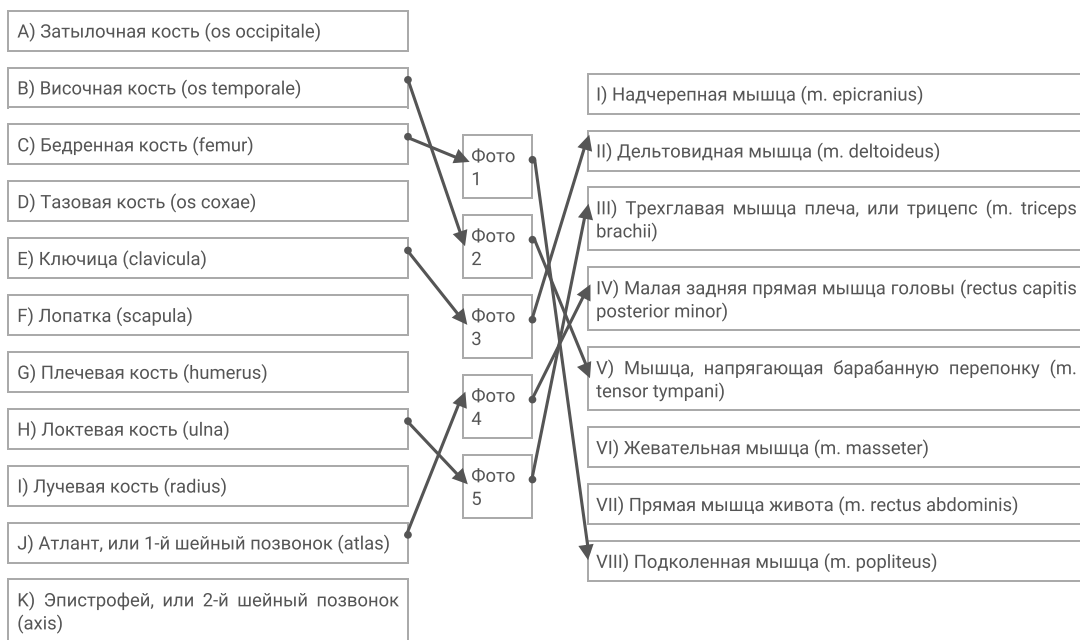 A) Затылочная кость (os occipitale)
B) Височная кость (os temporale)
C) Бедренная кость (femur)
D) Тазовая кость (os coxae)
E) Ключица (clavicula)
F) Лопатка (scapula)
G) Плечевая кость (humerus)
H) Локтевая кость (ulna)
I) Лучевая кость (radius)
J) Атлант, или 1-й шейный позвонок (atlas)
K) Эпистрофей, или 2-й шейный позвонок
(axis)
Фото
1
Фото
2
Фото
3
Фото
4
Фото
5
I) Надчерепная мышца (m. epicranius)
II) Дельтовидная мышца (m. deltoideus)
III) Трехглавая мышца плеча, или трицепс (m. triceps
brachii)
IV) Малая задняя прямая мышца головы (rectus capitis
posterior minor)
V) Мышца, напрягающая барабанную перепонку (m.
tensor tympani)
VI) Жевательная мышца (m. masseter)
VII) Прямая мышца живота (m. rectus abdominis)
VIII) Подколенная мышца (m. popliteus)